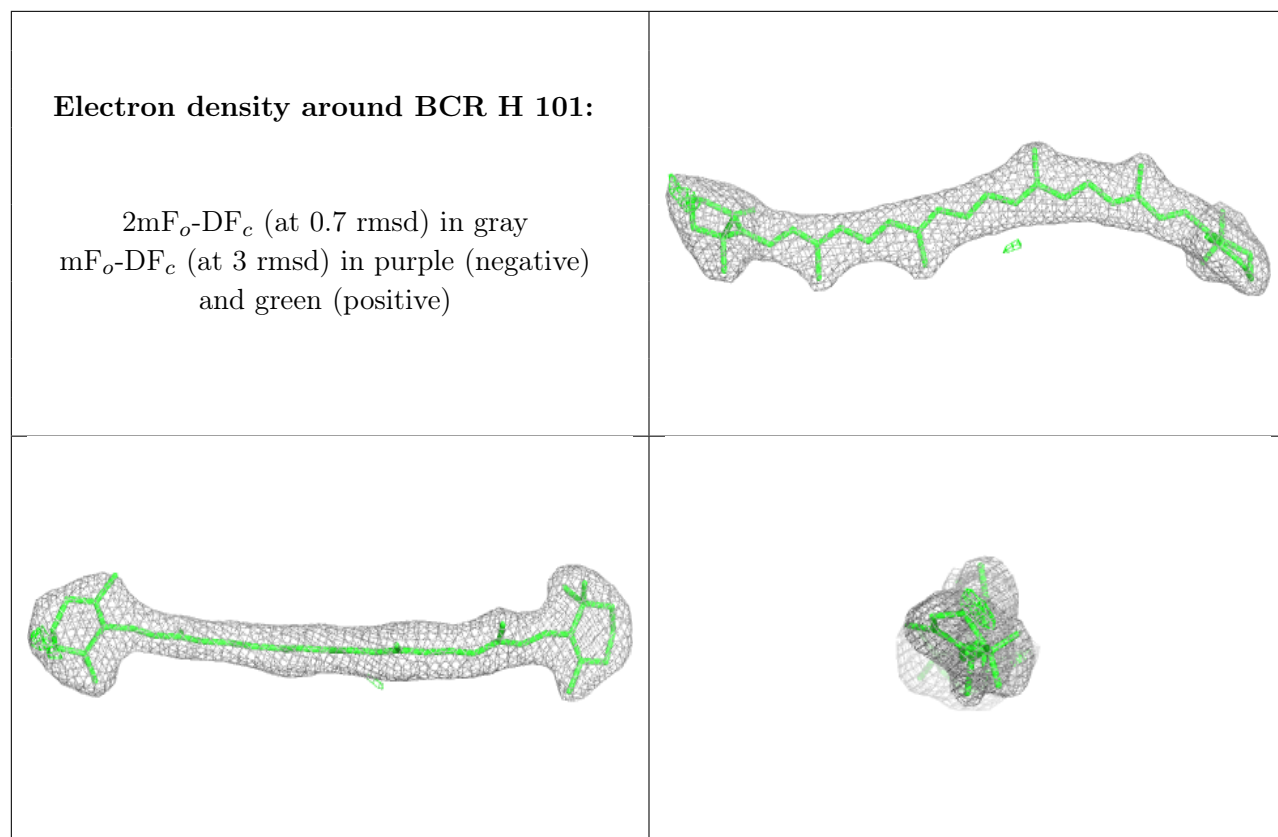 Electron density around BCR H 101:
2mFo-DFc (at 0.7 rmsd) in gray
mFo-DFc (at 3 rmsd) in purple (negative)
and green (positive)